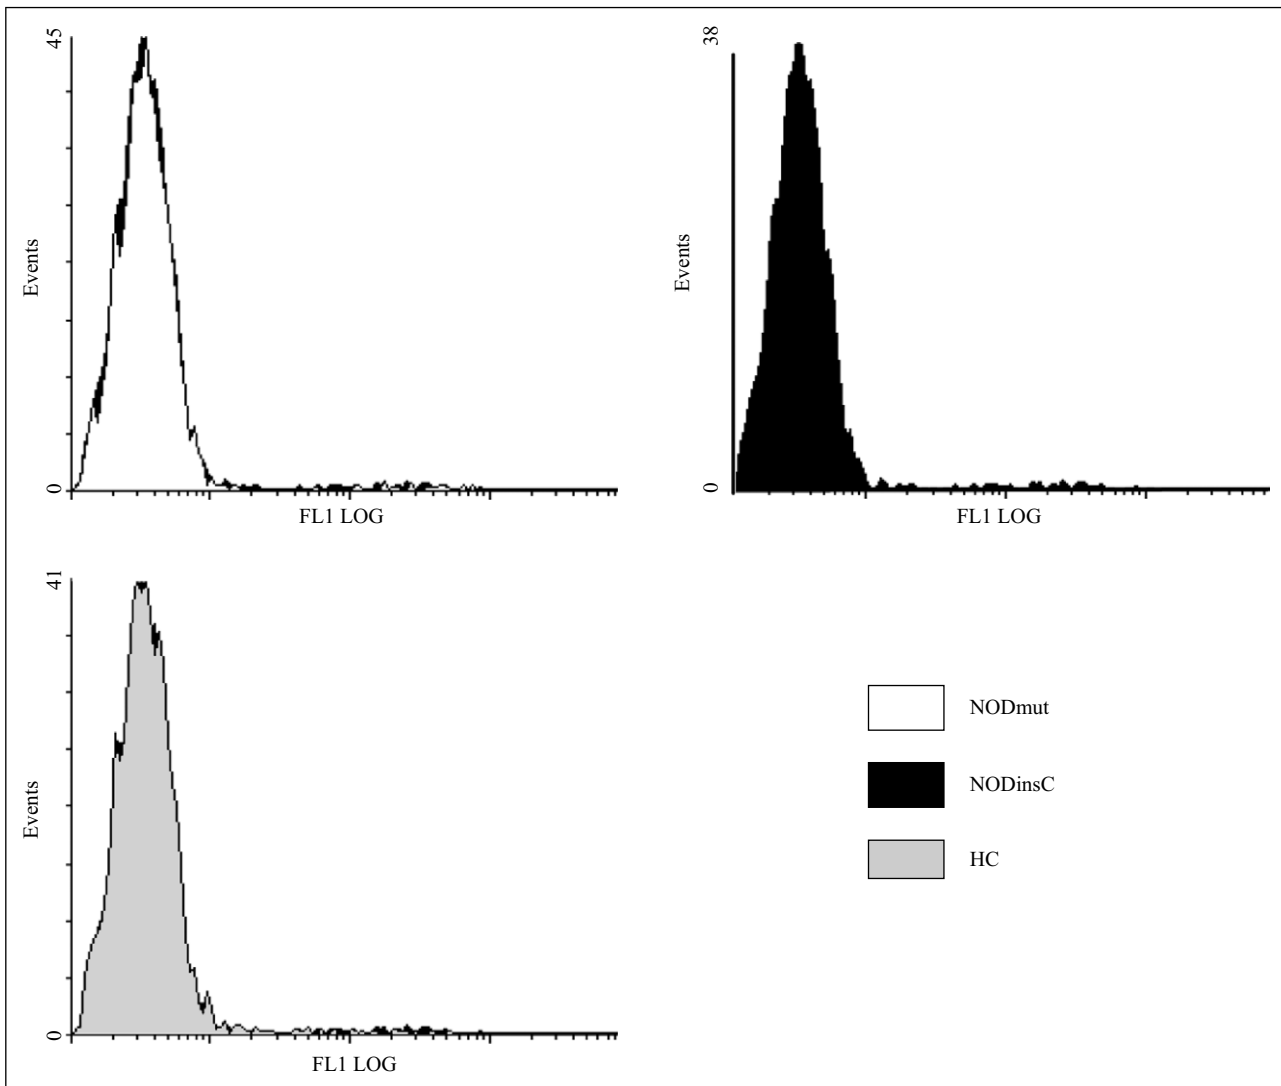 45
Events
0
FL1 LOG
38
Events
0
FL1 LOG
41
Events
0
FL1 LOG
NODmut
NODinsC
HC